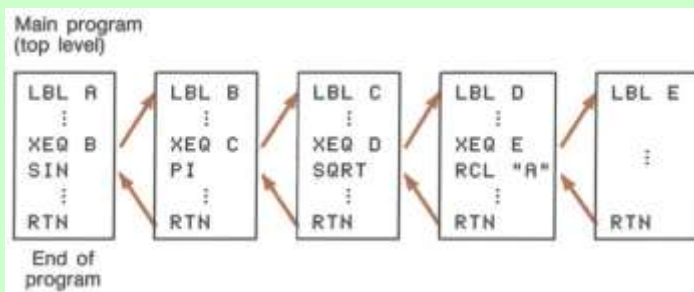 Main program
(top level)
LBL A
XEQ B
SIN
RTN
End of
program
LBL B
XEQ C
PI
RTN
LBL C
XEQ D
SQRT
RTN
LBL D
XEQ E
RCL "A"
RTN
LBL E
RTN